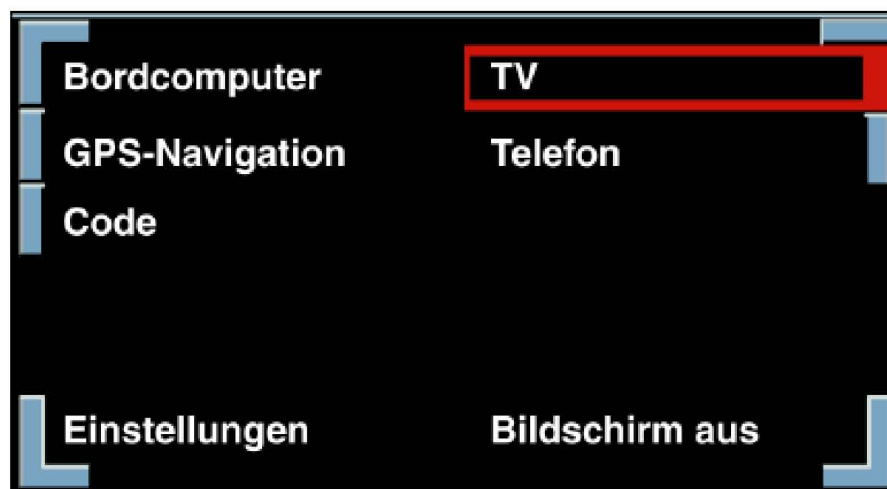 Bordcomputer TV
GPS-Navigation Telefon
Code
Einstellungen Bildschirm aus